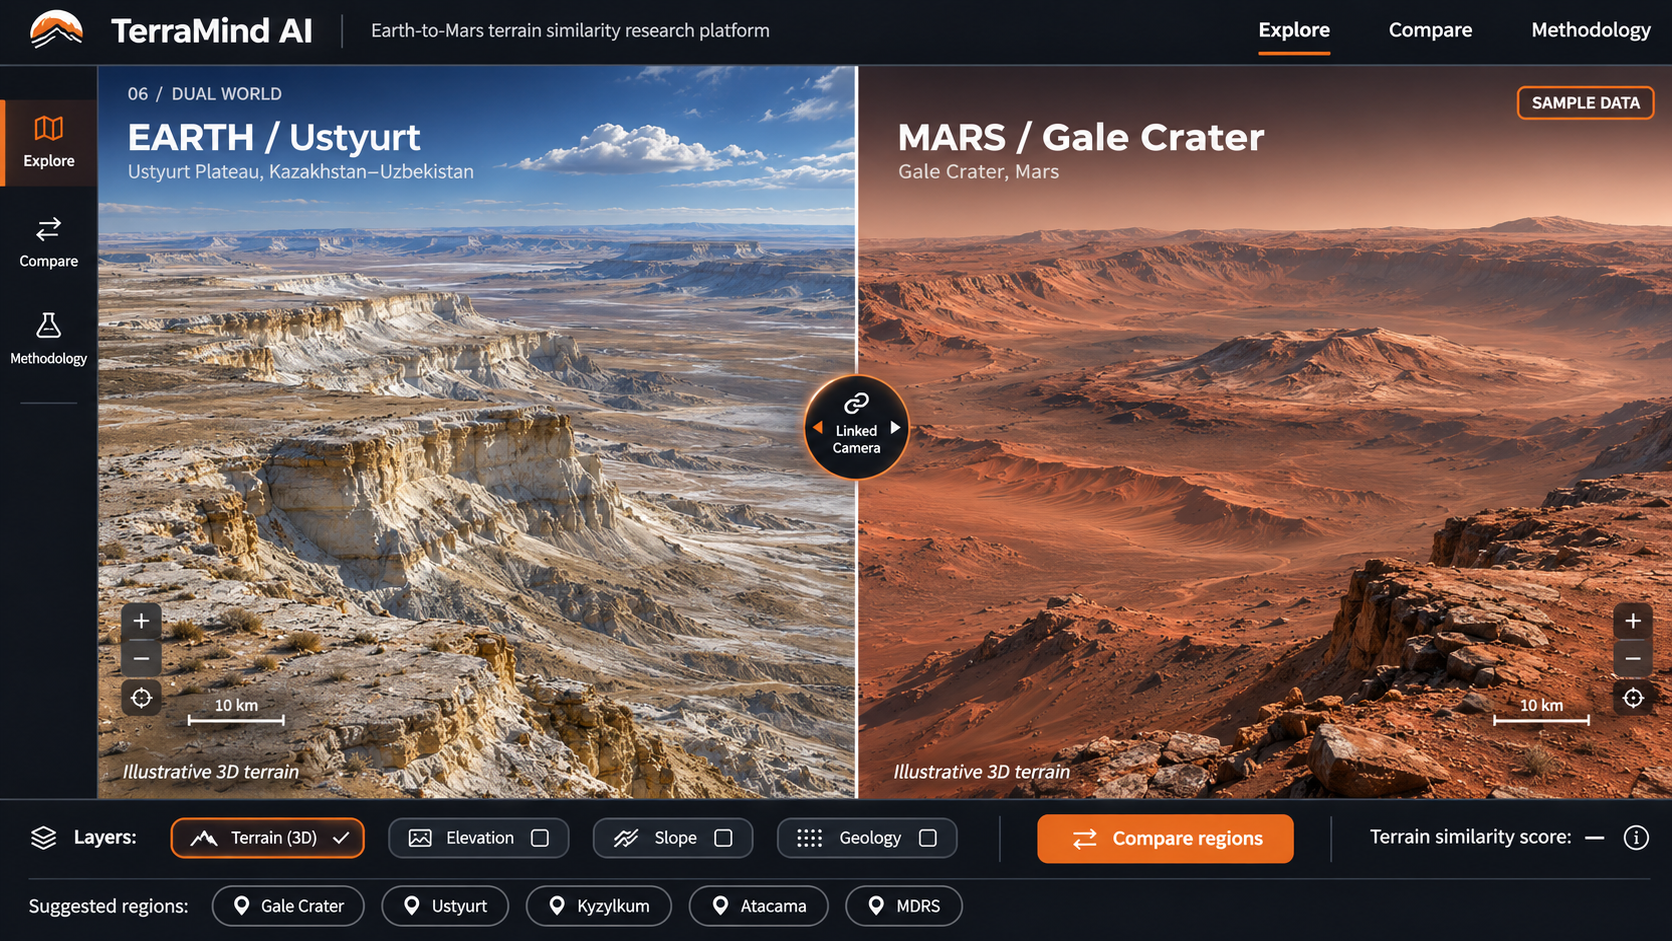 TerraMind AI
Earth-to-Mars terrain similarity research platform
Explore
Compare
Methodology
Explore
Compare
Methodology
06 / DUAL WORLD
EARTH / Ustyurt
Ustyurt Plateau, Kazakhstan–Uzbekistan
MARS / Gale Crater
Gale Crater, Mars
SAMPLE DATA
Linked
Camera
+
−
10 km
Illustrative 3D terrain
+
−
10 km
Illustrative 3D terrain
Layers:
Terrain (3D)
Elevation
Slope
Geology
Compare regions
Terrain similarity score: —
Suggested regions:
Gale Crater
Ustyurt
Kyzylkum
Atacama
MDRS